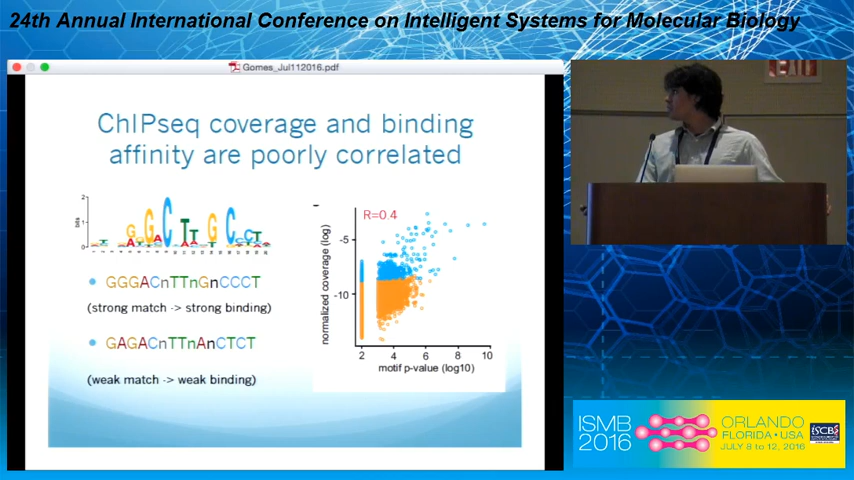 24th Annual International Conference on Intelligent Systems for Molecular Biology
Gomes_Jul112016.pdf
ChIPseq coverage and binding
affinity are poorly correlated
GGGACnTTnGnCCCT
(strong match -> strong binding)
GAGACnTTnAnCTCT
(weak match -> weak binding)
R=0.4
normalized coverage (log)
-5
-10
2 4 6 8 10
motif p-value (log10)
EXIT
ISMB
2016
ORLANDO
FLORIDA • USA
JULY 8 to 12, 2016
ISCB